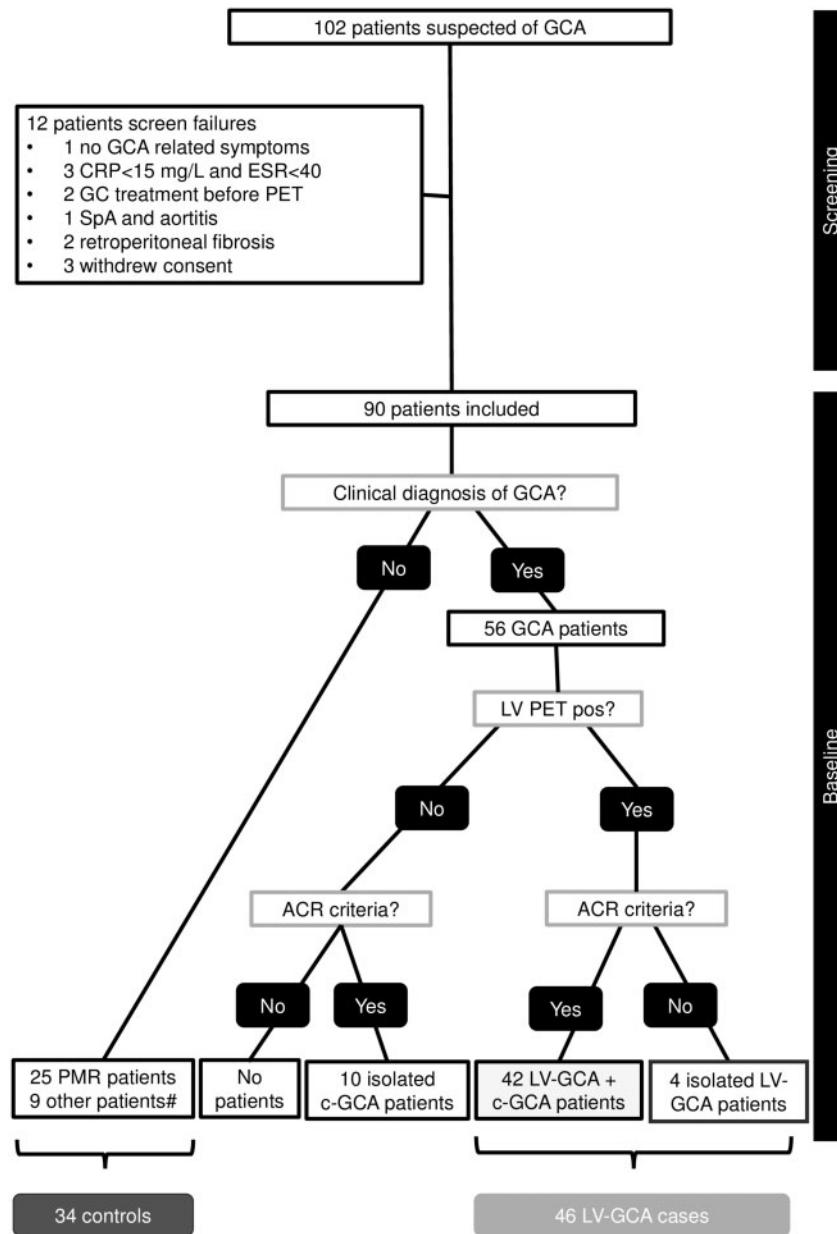 102 patients suspected of GCA
12 patients screen failures
• 1 no GCA related symptoms
• 3 CRP<15 mg/L and ESR<40
• 2 GC treatment before PET
• 1 SpA and aortitis
• 2 retroperitoneal fibrosis
• 3 withdrew consent
Screening
90 patients included
Clinical diagnosis of GCA?
No
Yes
56 GCA patients
LV PET pos?
No
Yes
Baseline
ACR criteria?
ACR criteria?
No
Yes
Yes
No
25 PMR patients
9 other patients#
No
patients
10 isolated
c-GCA patients
42 LV-GCA +
c-GCA patients
4 isolated LV-
GCA patients
34 controls
46 LV-GCA cases